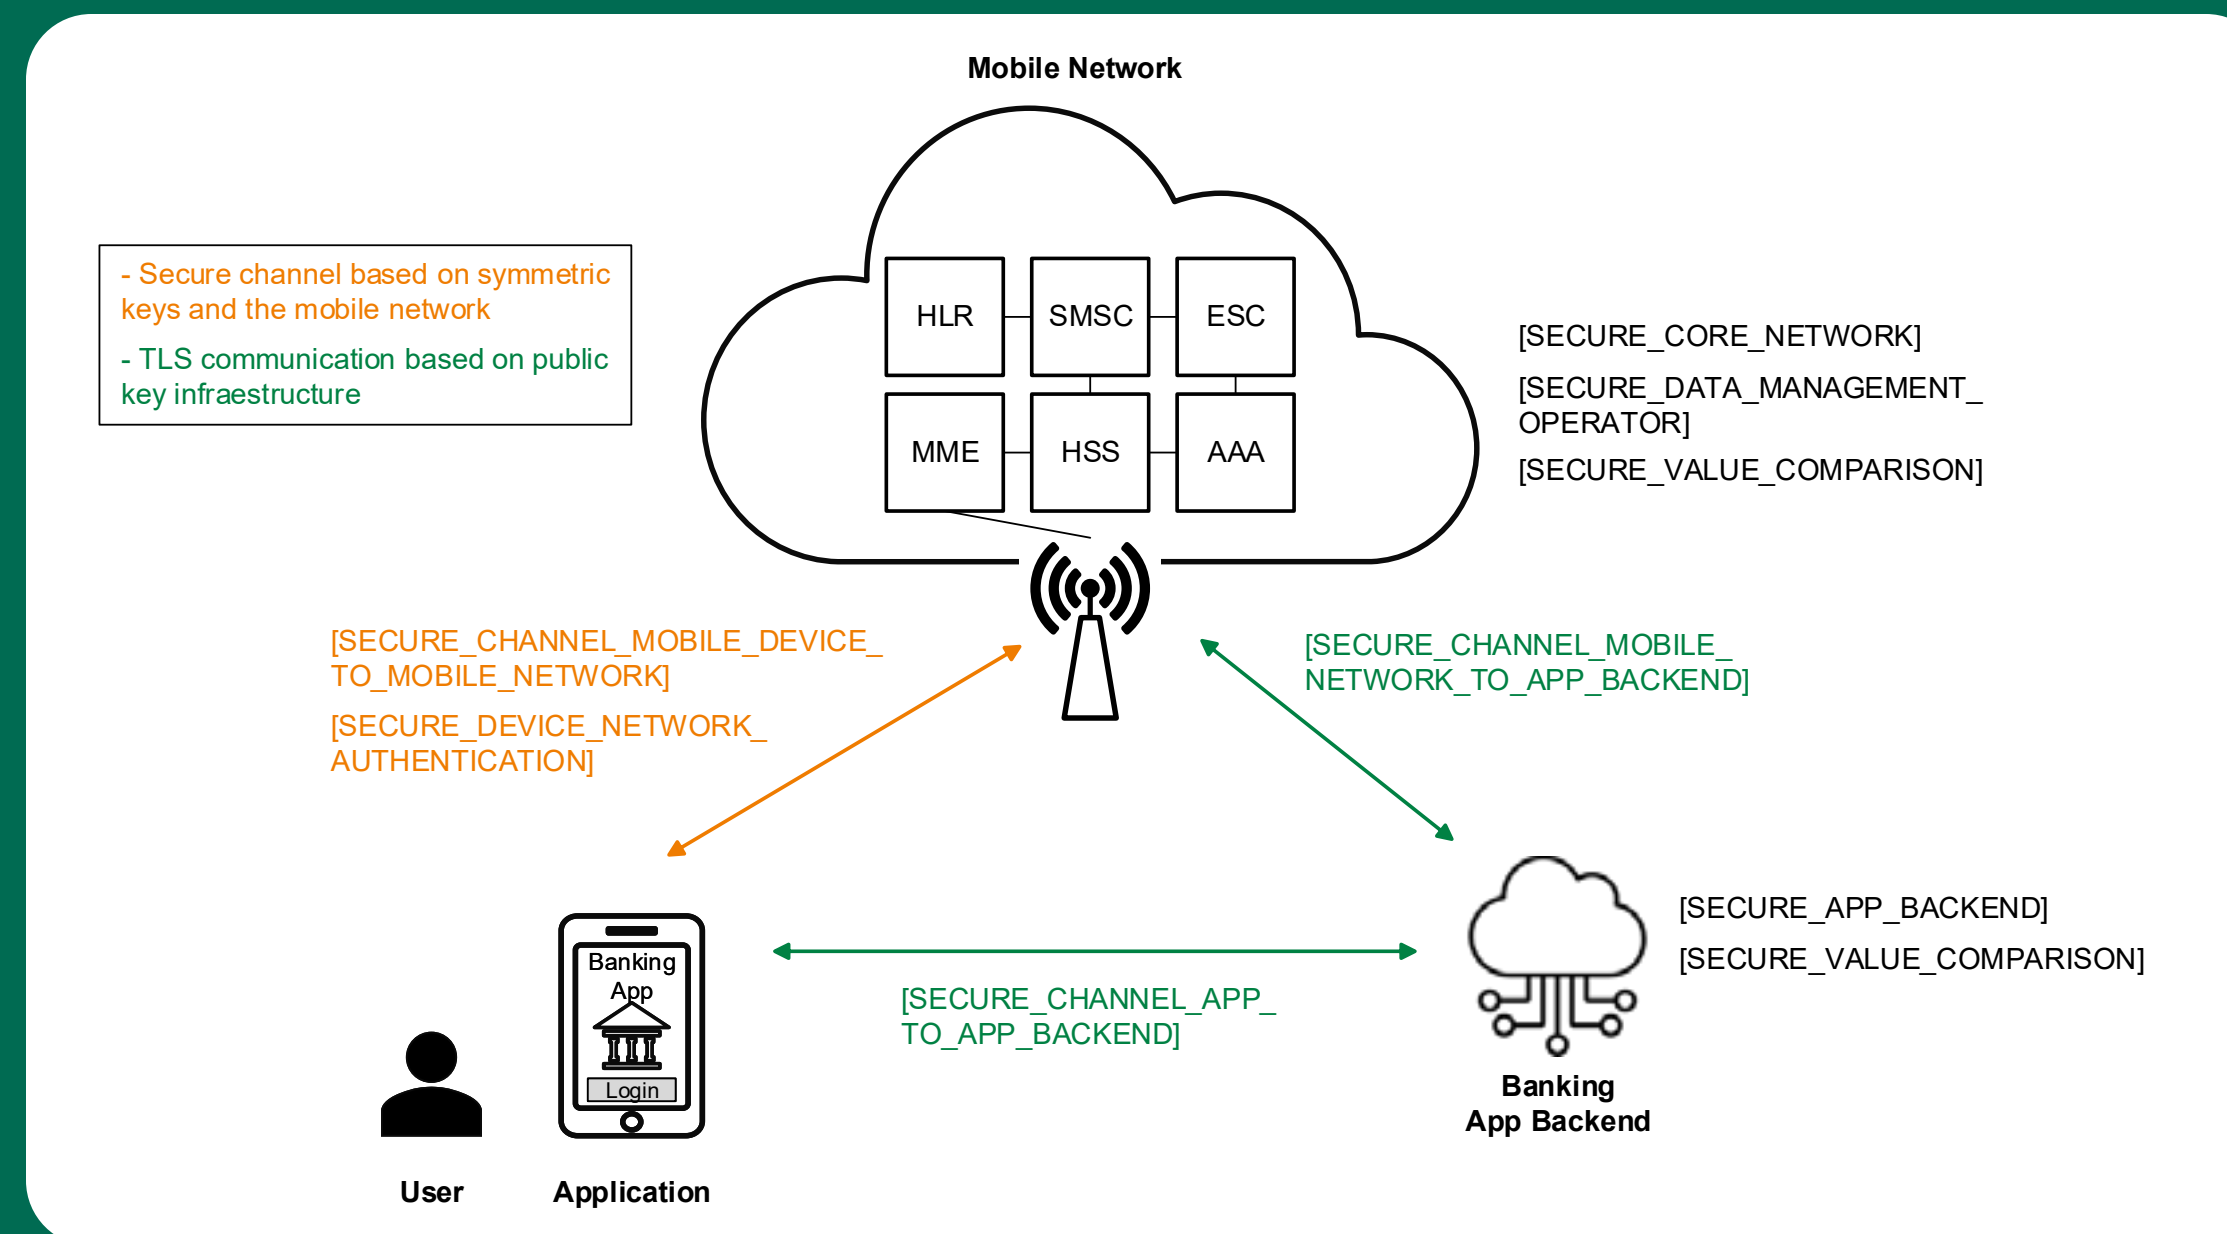 Mobile Network
- Secure channel based on symmetric
keys and the mobile network
- TLS communication based on public
key infraestructure
HLR
SMSC
ESC
MME
HSS
AAA
[SECURE_CORE_NETWORK]
[SECURE_DATA_MANAGEMENT_
OPERATOR]
[SECURE_VALUE_COMPARISON]
[SECURE_CHANNEL_MOBILE_DEVICE_
TO_MOBILE_NETWORK]
[SECURE_DEVICE_NETWORK_
AUTHENTICATION]
[SECURE_CHANNEL_MOBILE_
NETWORK_TO_APP_BACKEND]
Banking
App
Login
[SECURE_CHANNEL_APP_
TO_APP_BACKEND]
[SECURE_APP_BACKEND]
[SECURE_VALUE_COMPARISON]
Banking
App Backend
User
Application